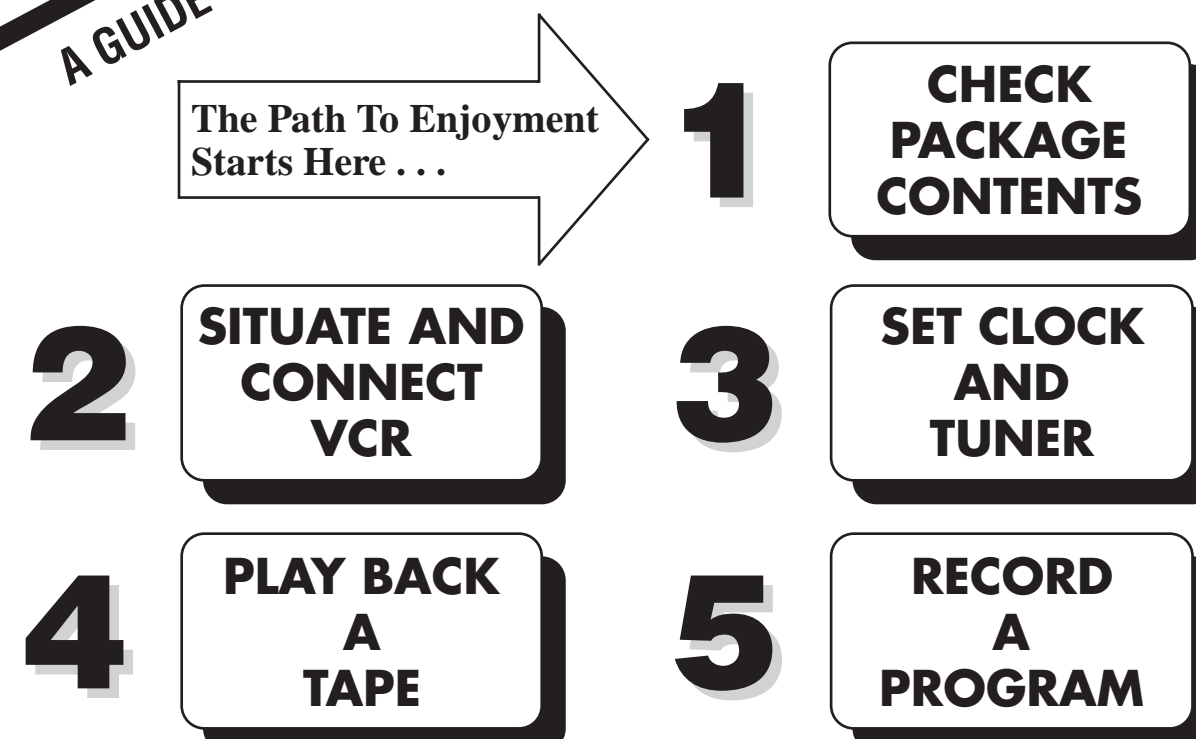 A GUIDE
The Path To Enjoyment
Starts Here . . .
1
CHECK
PACKAGE
CONTENTS
2
SITUATE AND
CONNECT
VCR
3
SET CLOCK
AND
TUNER
4
PLAY BACK
A
TAPE
5
RECORD
A
PROGRAM